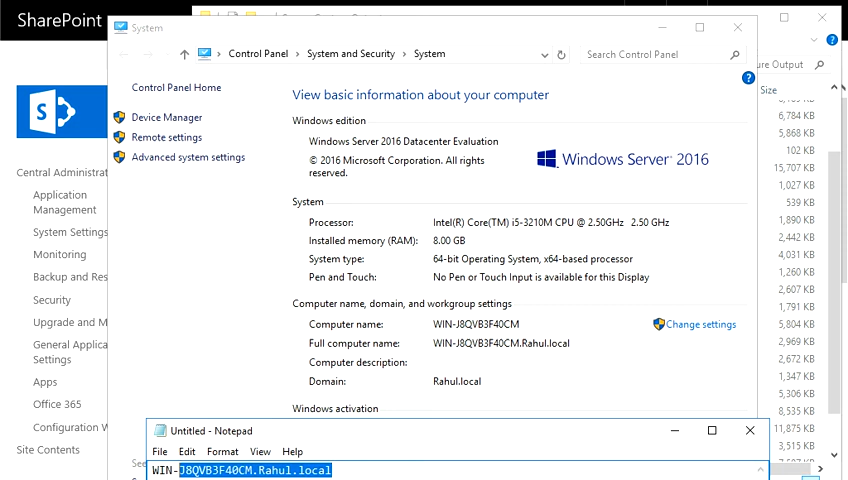 SharePoint
System
Control Panel > System and Security > System
Search Control Panel
ure Output
Control Panel Home
Device Manager
Remote settings
Advanced system settings
View basic information about your computer
Windows edition
Windows Server 2016 Datacenter Evaluation
© 2016 Microsoft Corporation. All rights
reserved.
Windows Server 2016
System
Processor: Intel(R) Core(TM) i5-3210M CPU @ 2.50GHz 2.50 GHz
Installed memory (RAM): 8.00 GB
System type: 64-bit Operating System, x64-based processor
Pen and Touch: No Pen or Touch Input is available for this Display
Computer name, domain, and workgroup settings
Computer name: WIN-J8QVB3F40CM
Change settings
Full computer name: WIN-J8QVB3F40CM.Rahul.local
Computer description:
Domain: Rahul.local
Windows activation
See
Central Administrat
Application
Management
System Settings
Monitoring
Backup and Res
Security
Upgrade and M
General Applica
Settings
Apps
Office 365
Configuration W
Site Contents
Size
6,784 KB
5,868 KB
102 KB
15,707 KB
1,027 KB
539 KB
1,890 KB
2,442 KB
4,031 KB
1,260 KB
2,607 KB
1,791 KB
5,804 KB
2,969 KB
2,672 KB
1,347 KB
5,306 KB
8,535 KB
11,875 KB
3,515 KB
Untitled - Notepad
File Edit Format View Help
WIN-J8QVB3F40CM.Rahul.local